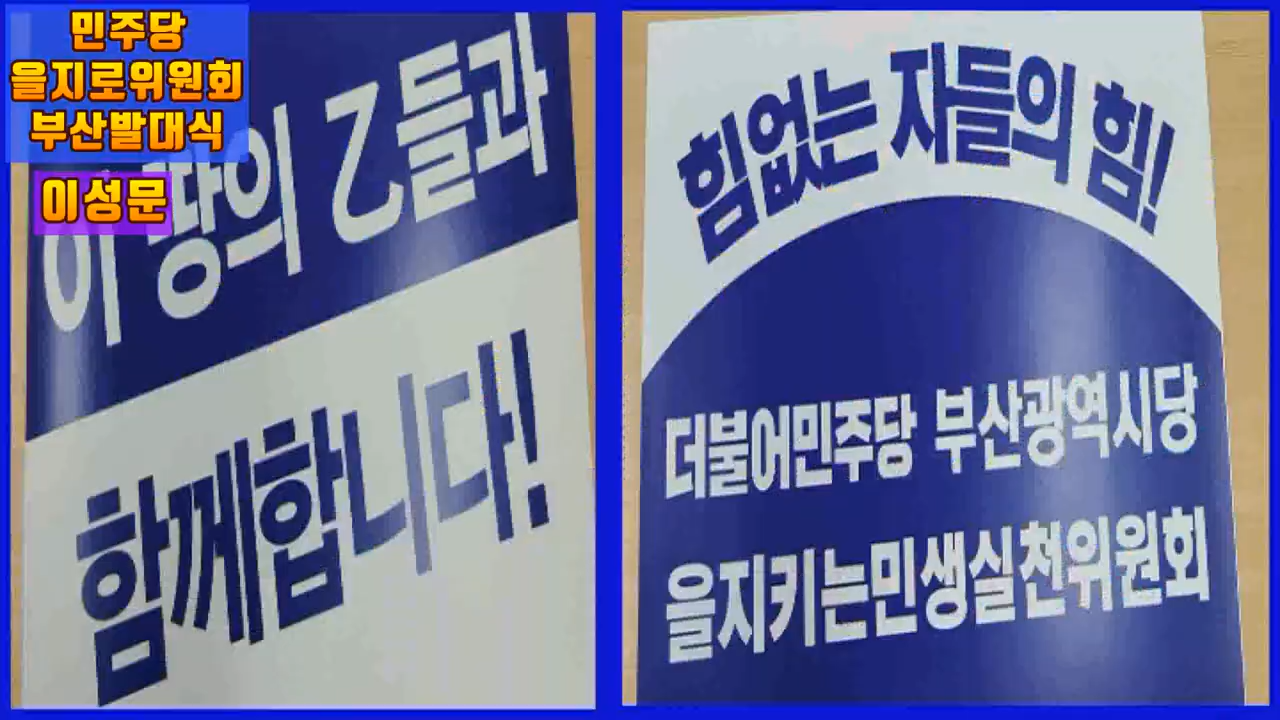 민주당
을지로위원회
부산발대식
이성문
이 땅의 乙들과
함께합니다!
힘없는 자들의 힘!
더불어민주당 부산광역시당
을지키는민생실천위원회